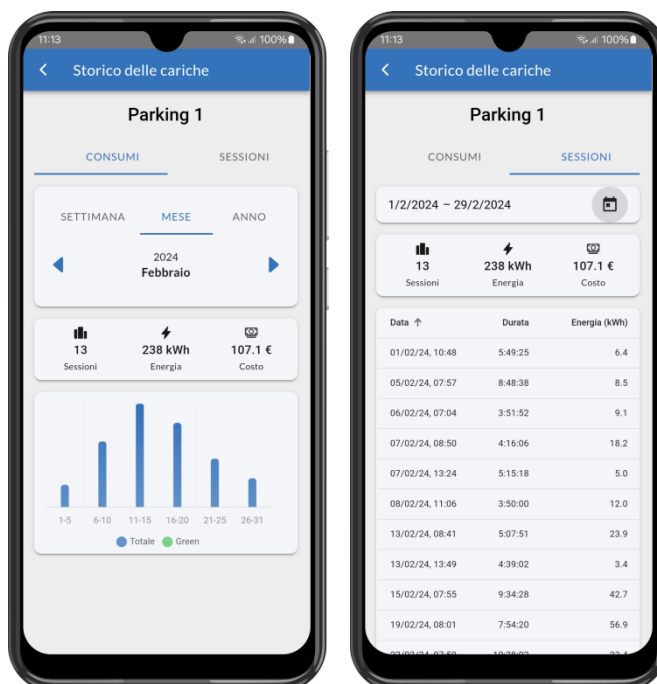 11:13 100%
Storico delle cariche
Parking 1
CONSUMI SESSIONI
SETTIMANA MESE ANNO
2024
Febbraio
13 238 kWh 107.1 €
Sessioni Energia Costo
1-5 6-10 11-15 16-20 21-25 26-31
Totale Green
11:13 100%
Storico delle cariche
Parking 1
CONSUMI SESSIONI
1/2/2024 – 29/2/2024
13 238 kWh 107.1 €
Sessioni Energia Costo
Data ↑ Durata Energia (kWh)
01/02/24, 10:48 5:49:25 6.4
05/02/24, 07:57 8:48:38 8.5
06/02/24, 07:04 3:51:52 9.1
07/02/24, 08:50 4:16:06 18.2
07/02/24, 13:24 5:15:18 5.0
08/02/24, 11:06 3:50:00 12.0
13/02/24, 08:41 5:07:51 23.9
13/02/24, 13:49 4:39:02 3.4
15/02/24, 07:55 9:34:28 42.7
19/02/24, 08:01 7:54:20 56.9